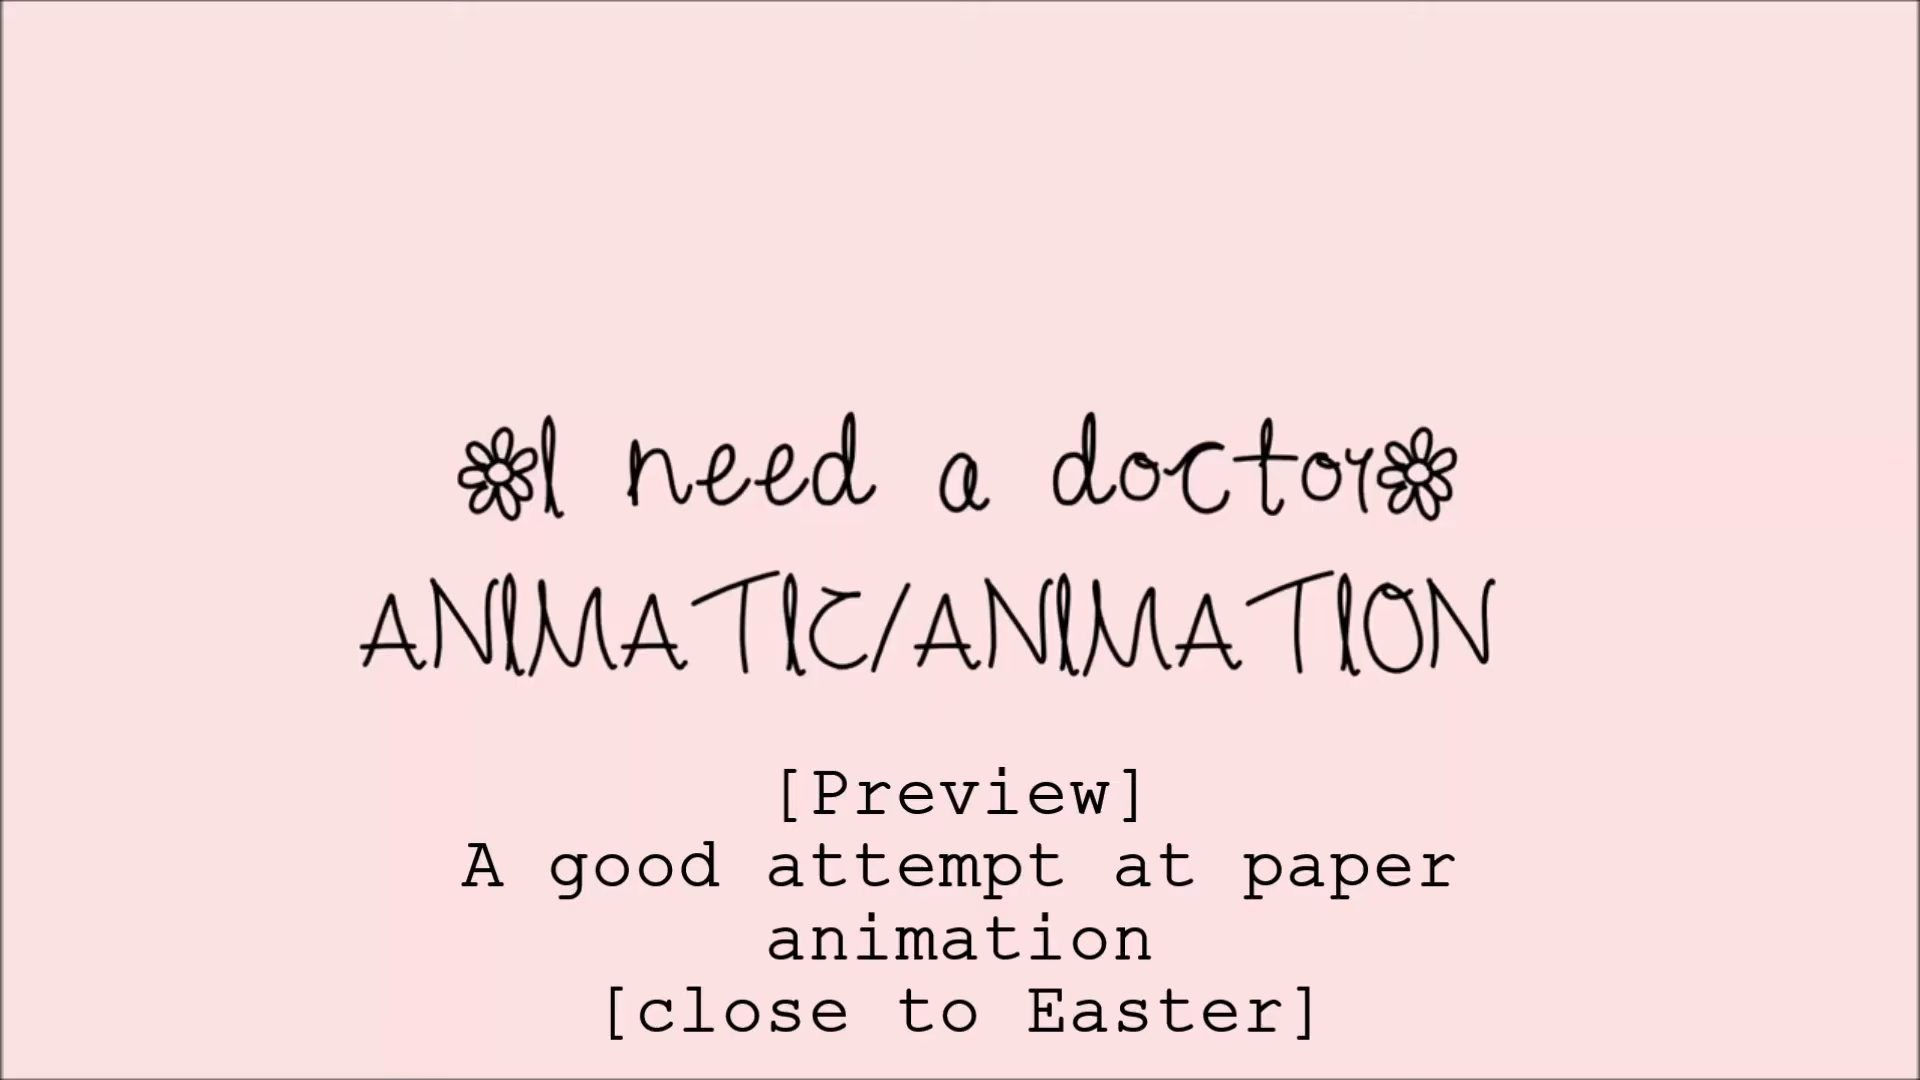 I need a doctor
ANIMATIC/ANIMATION
[Preview]
A good attempt at paper
animation
[close to Easter]